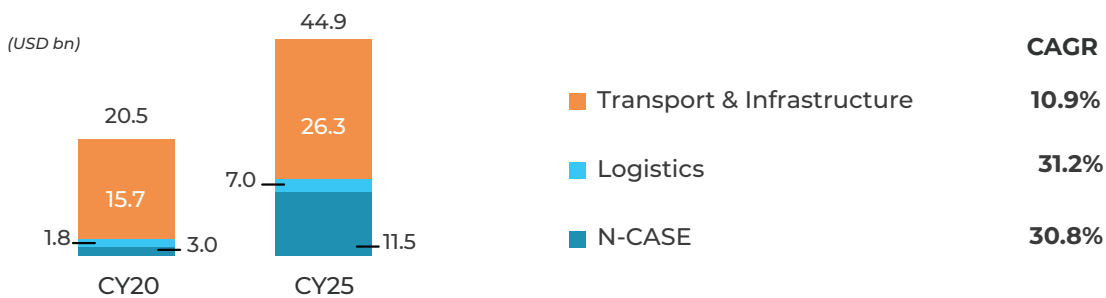 (USD bn)
44.9
20.5
26.3
15.7
7.0
1.8
3.0
11.5
CY20
CY25
CAGR
Transport & Infrastructure 10.9%
Logistics 31.2%
N-CASE 30.8%